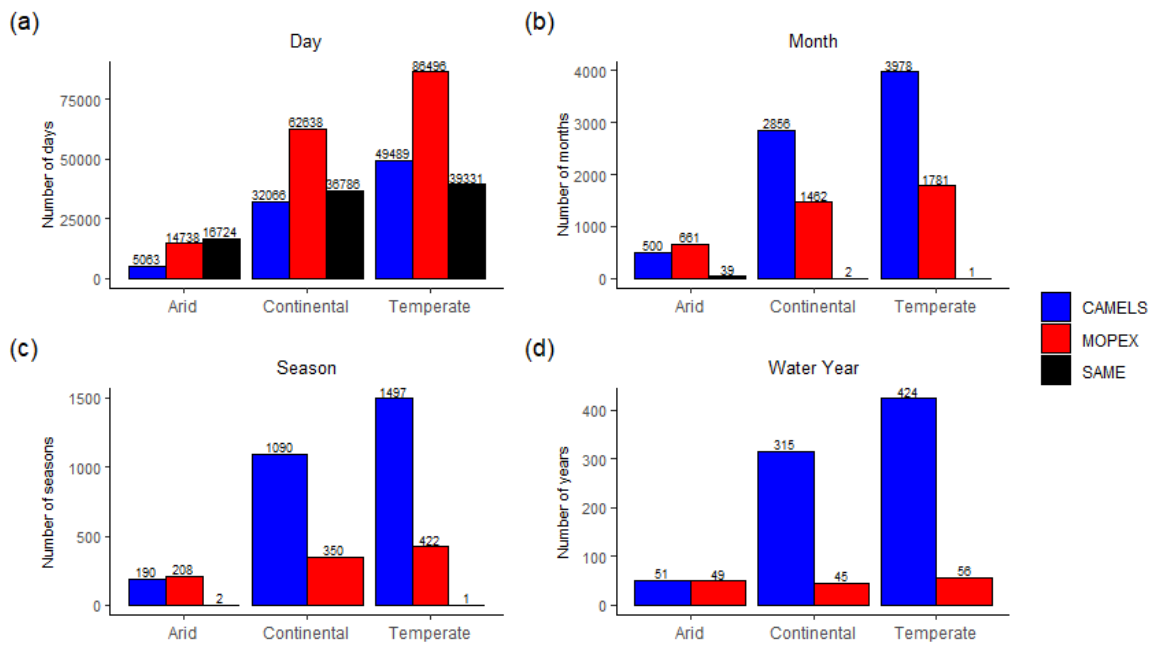 (a)
Day
Number of days
75000
50000
25000
0
5063
14738
16724
32066
62638
36786
49489
86496
39331
Arid
Continental
Temperate
(b)
Month
Number of months
4000
3000
2000
1000
0
500
661
39
2856
1462
2
3978
1781
1
Arid
Continental
Temperate
CAMELS
MOPEX
SAME
(c)
Season
Number of seasons
1500
1000
500
0
190
208
2
1090
350
1497
422
1
Arid
Continental
Temperate
(d)
Water Year
Number of years
400
300
200
100
0
51
49
315
45
424
56
Arid
Continental
Temperate